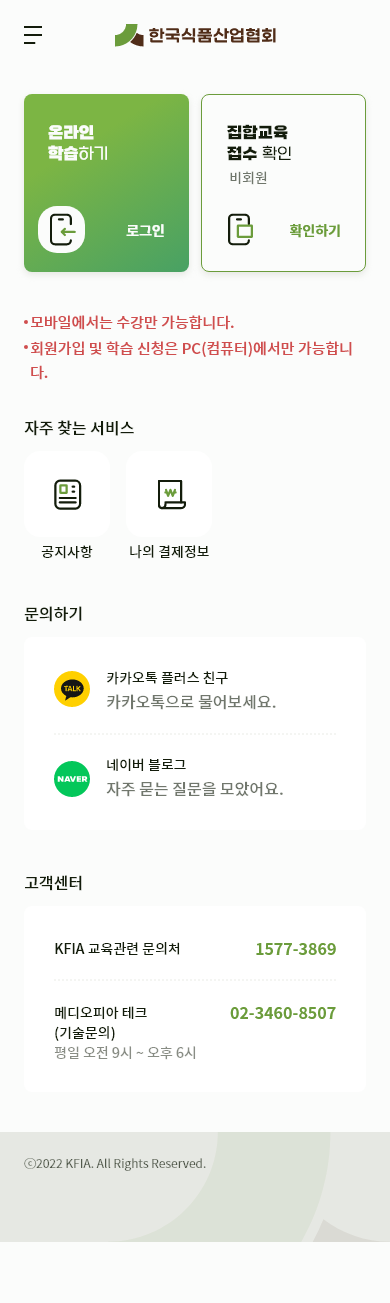 한국식품산업협회
온라인
학습하기
로그인
집합교육
접수 확인
비회원
확인하기
•모바일에서는 수강만 가능합니다.
•회원가입 및 학습 신청은 PC(컴퓨터)에서만 가능합니
다.
자주 찾는 서비스
공지사항
나의 결제정보
문의하기
TALK
카카오톡 플러스 친구
카카오톡으로 물어보세요.
NAVER
네이버 블로그
자주 묻는 질문을 모았어요.
고객센터
KFIA 교육관련 문의처
1577-3869
메디오피아 테크
(기술문의)
02-3460-8507
평일 오전 9시 ~ 오후 6시
ⓒ2022 KFIA. All Rights Reserved.